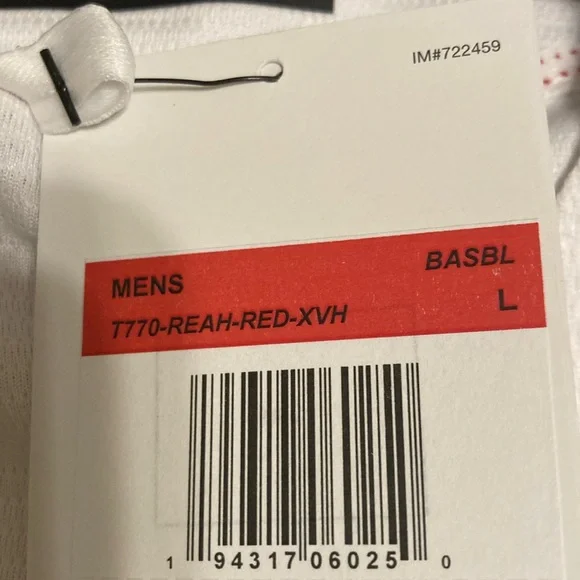 IM#722459
MENS BASBL
T770-REAH-RED-XVH L
1 94317 06025 0